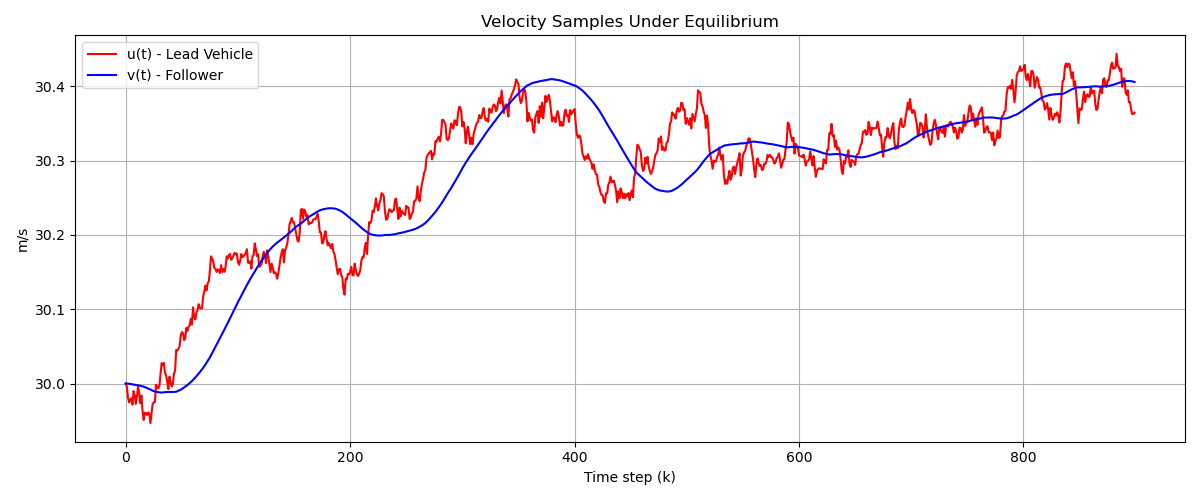 Velocity Samples Under Equilibrium
u(t) - Lead Vehicle
v(t) - Follower
m/s
30.4
30.3
30.2
30.1
30.0
0 200 400 600 800
Time step (k)